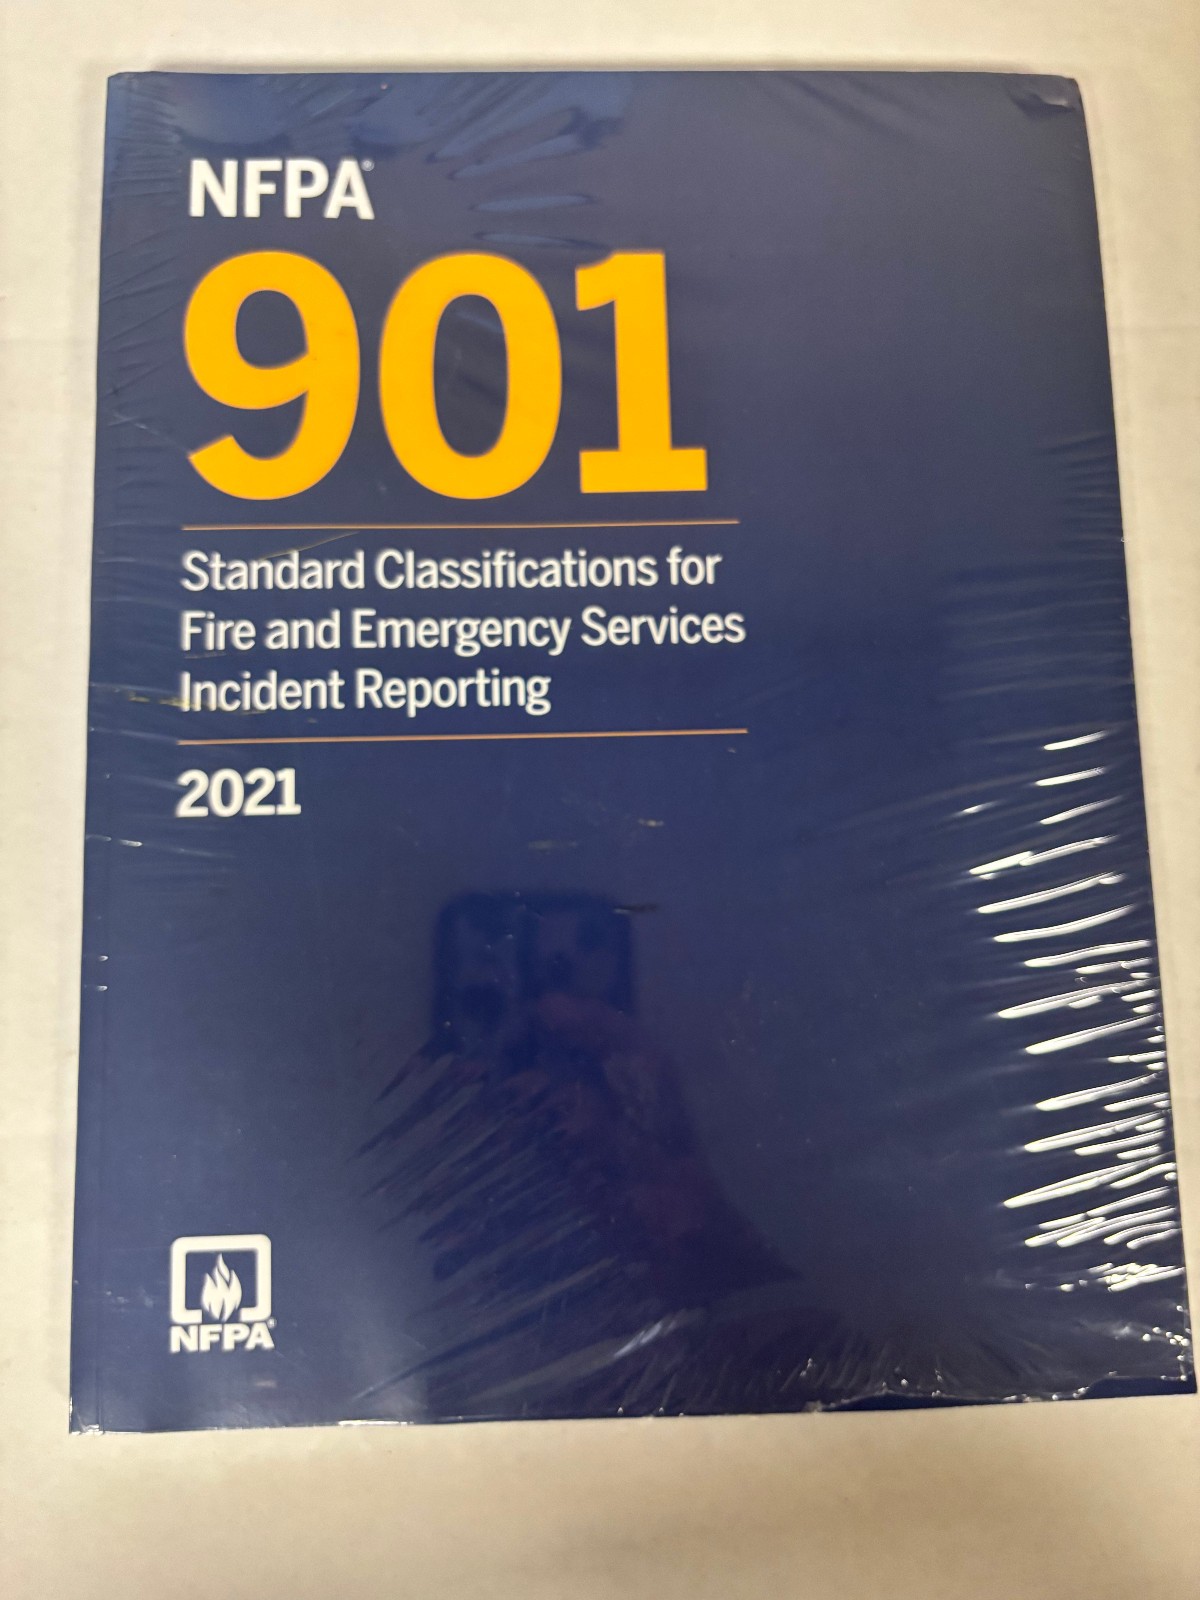 NFPA®
901
Standard Classifications for
Fire and Emergency Services
Incident Reporting
2021
NFPA®